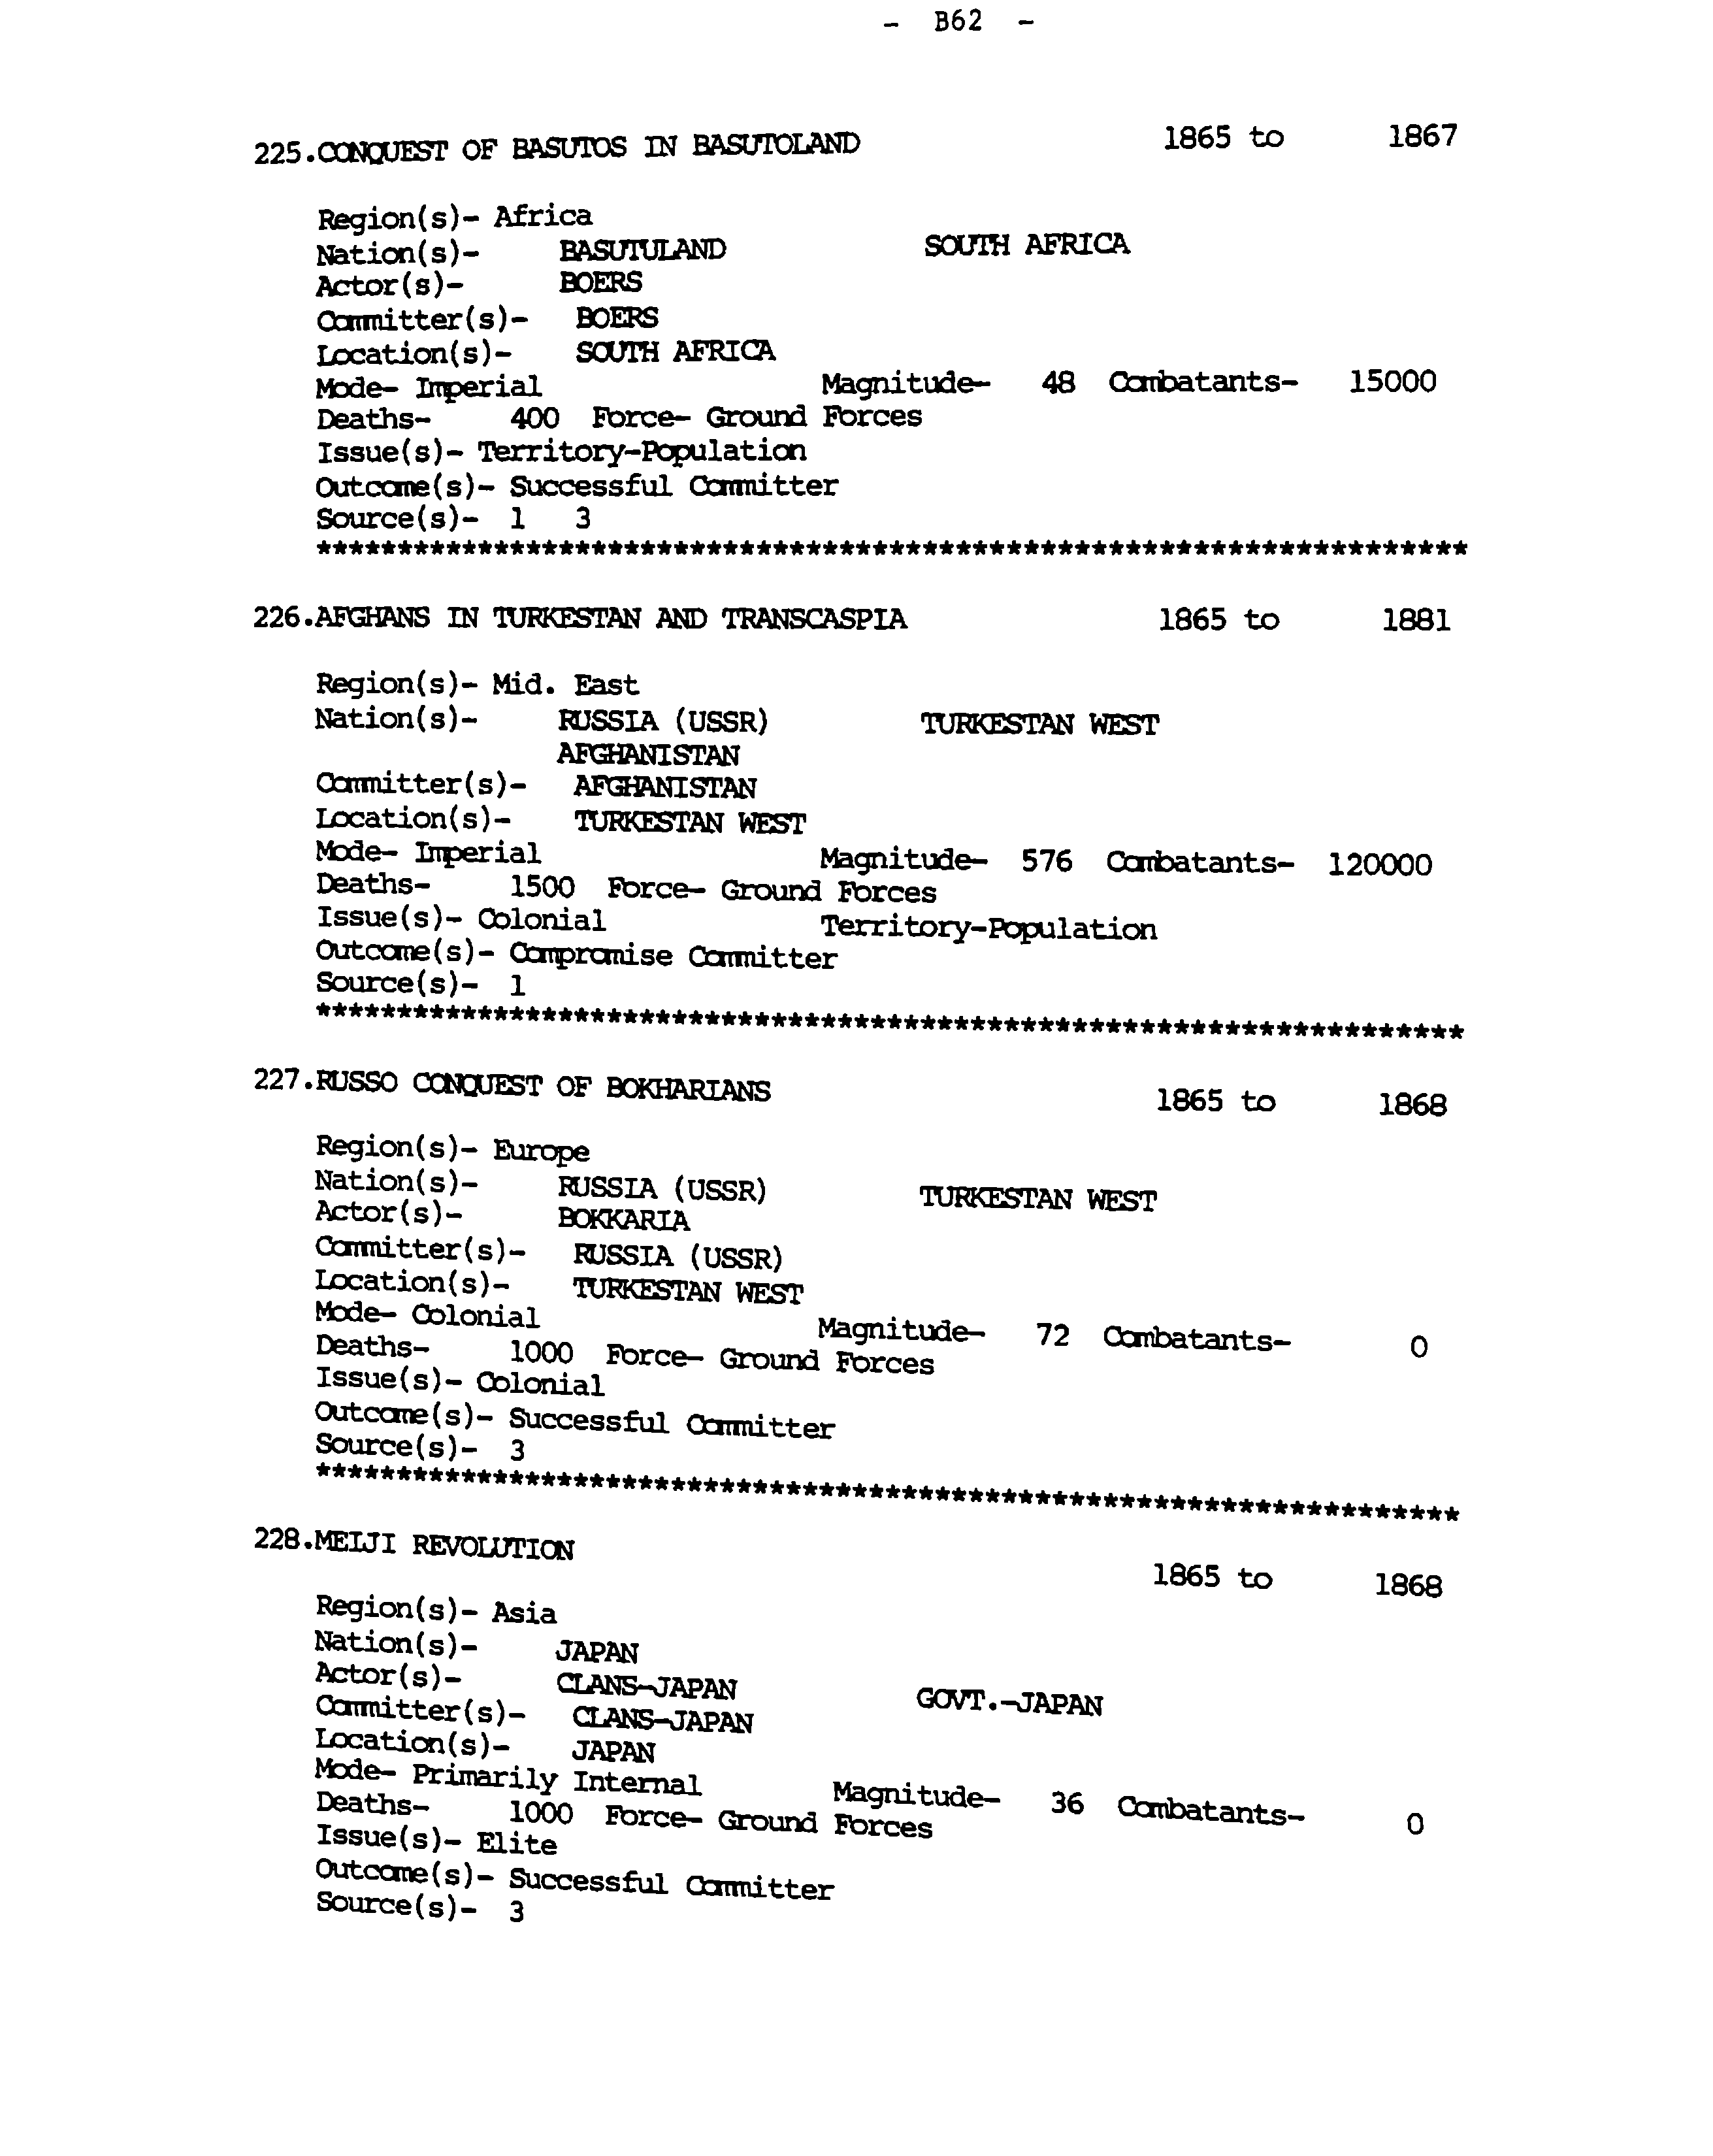 - B62 -
225.CONQUEST OF BASUTOS IN BASUTOLAND 1865 to 1867
Region(s)- Africa
Nation(s)- BASUTULAND SOUTH AFRICA
Actor(s)- BOERS
Committer(s)- BOERS
Location(s)- SOUTH AFRICA
Mode- Imperial Magnitude- 48 Combatants- 15000
Deaths- 400 Force- Ground Forces
Issue(s)- Territory-Population
Outcome(s)- Successful Committer
Source(s)- 1 3
***********************************************************************
226.AFGHANS IN TURKESTAN AND TRANSCASPIA 1865 to 1881
Region(s)- Mid. East
Nation(s)- RUSSIA (USSR) TURKESTAN WEST
AFGHANISTAN
Committer(s)- AFGHANISTAN
Location(s)- TURKESTAN WEST
Mode- Imperial Magnitude- 576 Combatants- 120000
Deaths- 1500 Force- Ground Forces
Issue(s)- Colonial Territory-Population
Outcome(s)- Compromise Committer
Source(s)- 1
***********************************************************************
227.RUSSO CONQUEST OF BOKHARIANS 1865 to 1868
Region(s)- Europe
Nation(s)- RUSSIA (USSR) TURKESTAN WEST
Actor(s)- BOKKARIA
Committer(s)- RUSSIA (USSR)
Location(s)- TURKESTAN WEST
Mode- Colonial Magnitude- 72 Combatants- 0
Deaths- 1000 Force- Ground Forces
Issue(s)- Colonial
Outcome(s)- Successful Committer
Source(s)- 3
***********************************************************************
228.MEIJI REVOLUTION 1865 to 1868
Region(s)- Asia
Nation(s)- JAPAN
Actor(s)- CLANS-JAPAN GOVT.-JAPAN
Committer(s)- CLANS-JAPAN
Location(s)- JAPAN
Mode- Primarily Internal Magnitude- 36 Combatants- 0
Deaths- 1000 Force- Ground Forces
Issue(s)- Elite
Outcome(s)- Successful Committer
Source(s)- 3